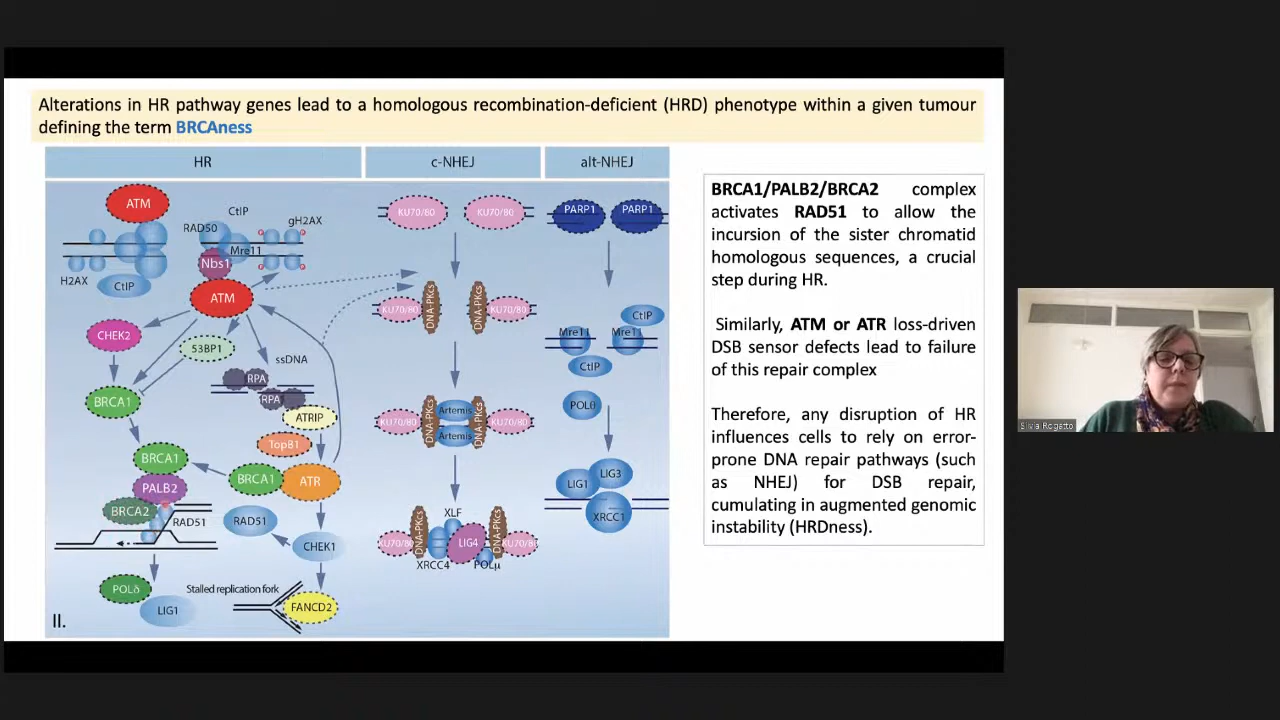 Alterations in HR pathway genes lead to a homologous recombination-deficient (HRD) phenotype within a given tumour
defining the term BRCAness
HR
c-NHEJ
alt-NHEJ
ATM
CtIP
RAD50
gH2AX
Mre11
Nbs1
H2AX
CtIP
ATM
CHEK2
53BP1
ssDNA
RPA
RPA
BRCA1
ATRIP
TopB1
BRCA1
PALB2
BRCA1
ATR
BRCA2
RAD51
RAD51
CHEK1
POLδ
LIG1
Stalled replication fork
FANCD2
II.
KU70/80
KU70/80
KU70/80
DNA-PKcs
DNA-PKcs
KU70/80
KU70/80
DNA-PKcs
Artemis
Artemis
DNA-PKcs
KU70/80
KU70/80
DNA-PKcs
XLF
LIG4
DNA-PKcs
KU70/80
XRCC4
POLμ
PARP1
PARP1
CtIP
Mre11
Mre11
CtIP
POLθ
LIG3
LIG1
XRCC1
BRCA1/PALB2/BRCA2 complex
activates RAD51 to allow the
incursion of the sister chromatid
homologous sequences, a crucial
step during HR.
Similarly, ATM or ATR loss-driven
DSB sensor defects lead to failure
of this repair complex
Therefore, any disruption of HR
influences cells to rely on error-
prone DNA repair pathways (such
as NHEJ) for DSB repair,
cumulating in augmented genomic
instability (HRDness).
Silvia Rogatto